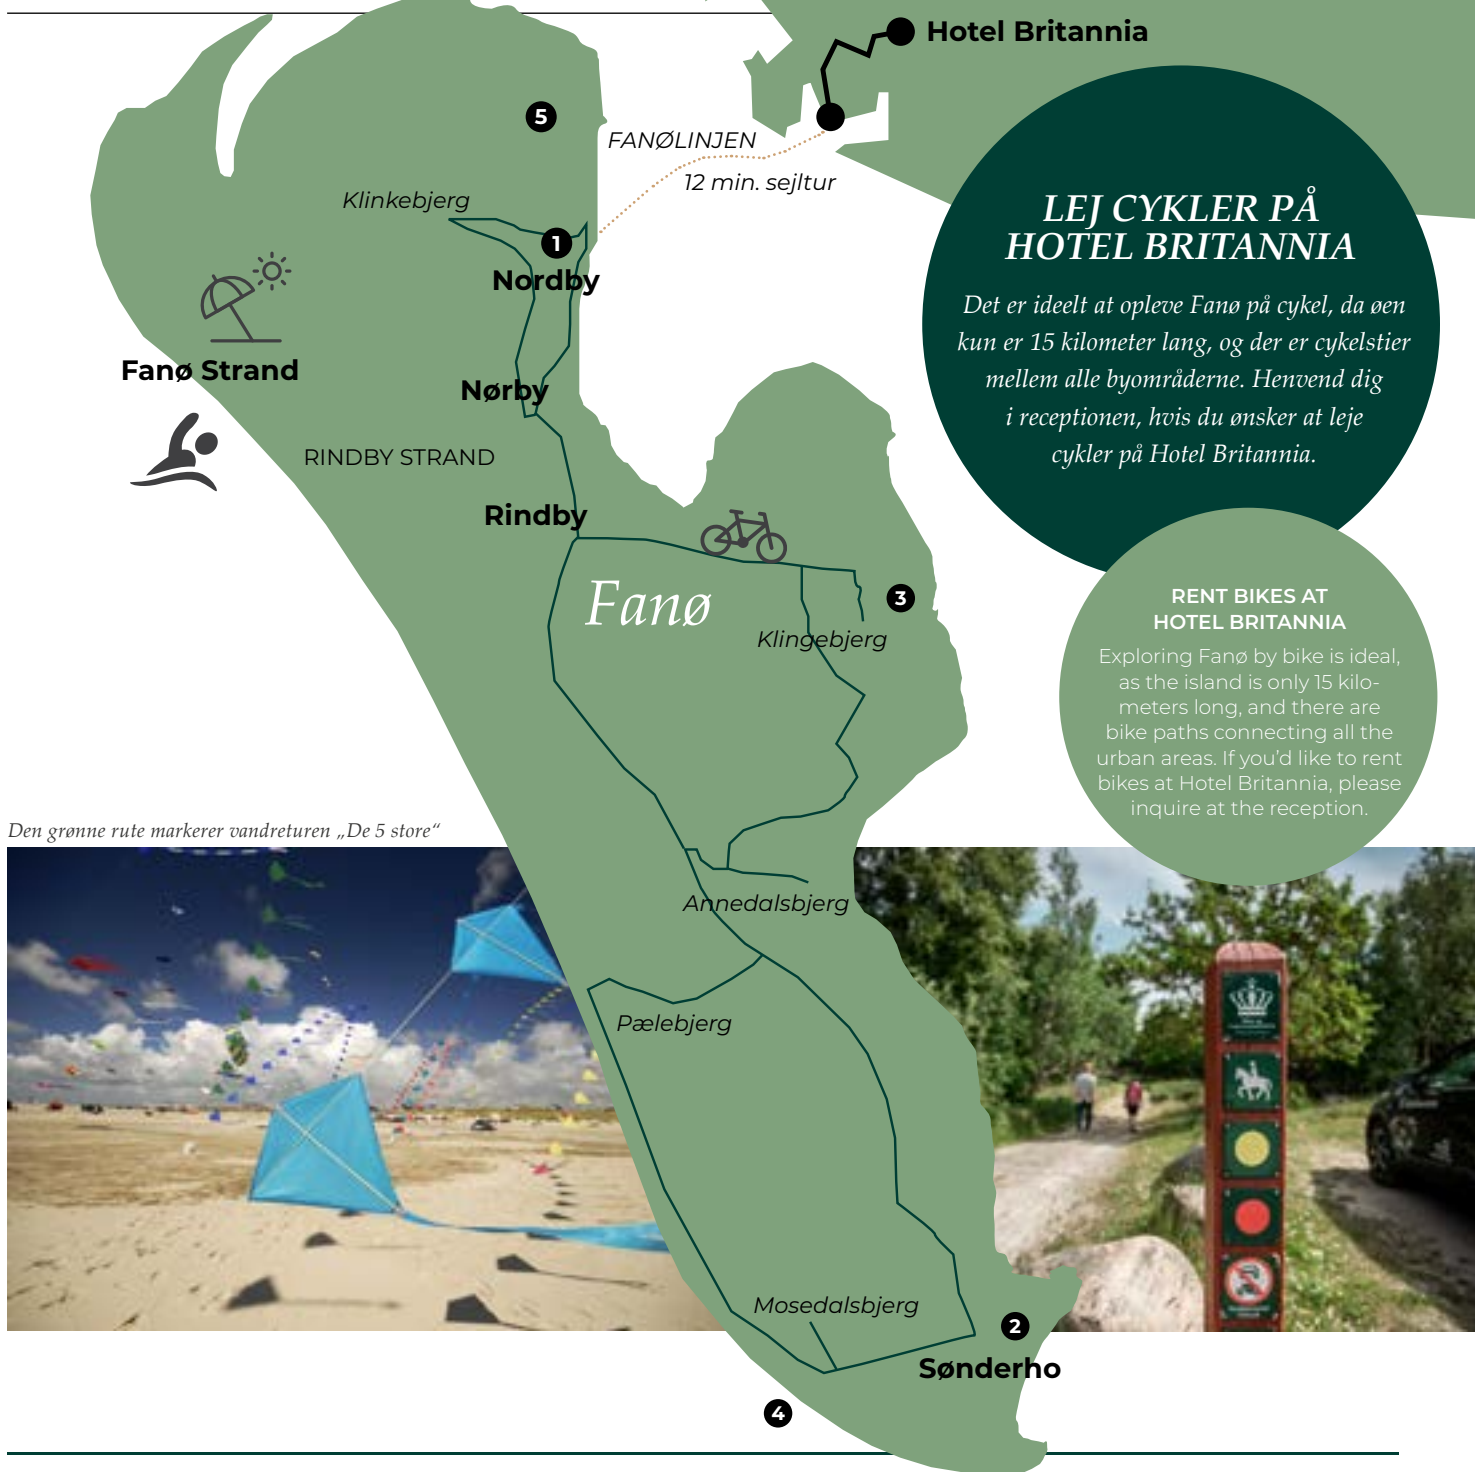 Hotel Britannia
5
FANØLINJEN
12 min. sejltur
Klinkebjerg
1
Nordby
LEJ CYKLER PÅ
HOTEL BRITANNIA
Det er ideelt at opleve Fanø på cykel, da øen
kun er 15 kilometer lang, og der er cykelstier
mellem alle byområderne. Henvend dig
i receptionen, hvis du ønsker at leje
cykler på Hotel Britannia.
Fanø Strand
Nørby
RINDBY STRAND
Rindby
Fanø
3
Klingebjerg
RENT BIKES AT
HOTEL BRITANNIA
Exploring Fanø by bike is ideal,
as the island is only 15 kilo-
meters long, and there are
bike paths connecting all the
urban areas. If you’d like to rent
bikes at Hotel Britannia, please
inquire at the reception.
Den grønne rute markerer vandreturen „De 5 store“
Annedalsbjerg
Pælebjerg
Mosedalsbjerg
2
Sønderho
4